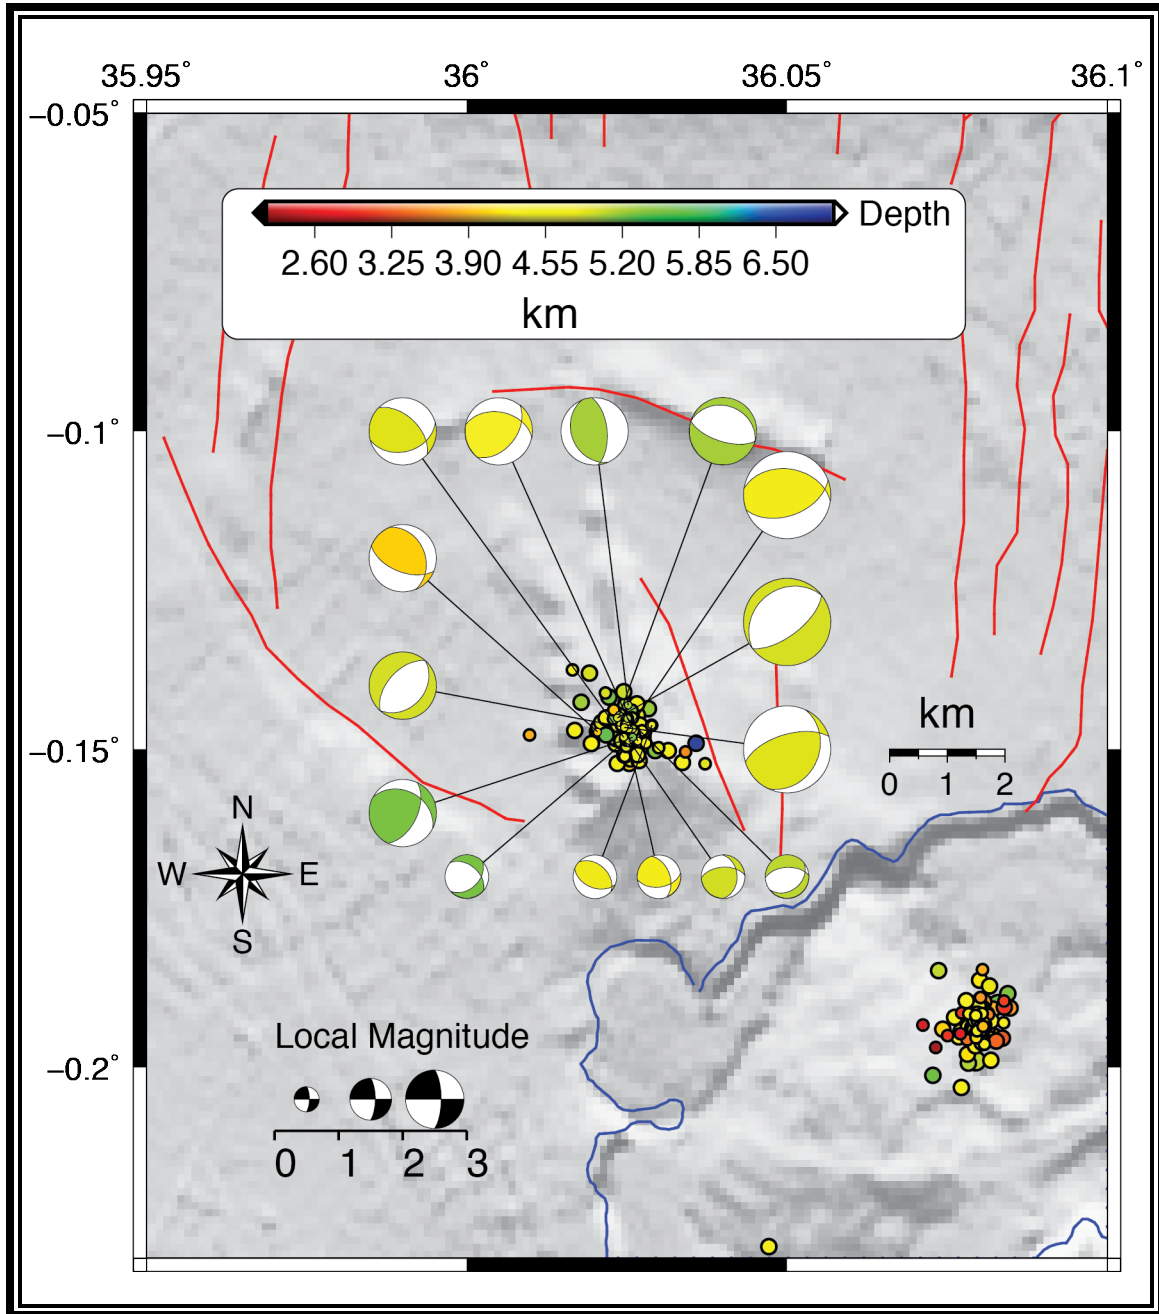 35.95° 36° 36.05° 36.1°
−0.05°
Depth
2.60 3.25 3.90 4.55 5.20 5.85 6.50
km
−0.1°
km
−0.15°
0 1 2
N
W E
S
Local Magnitude
−0.2°
0 1 2 3